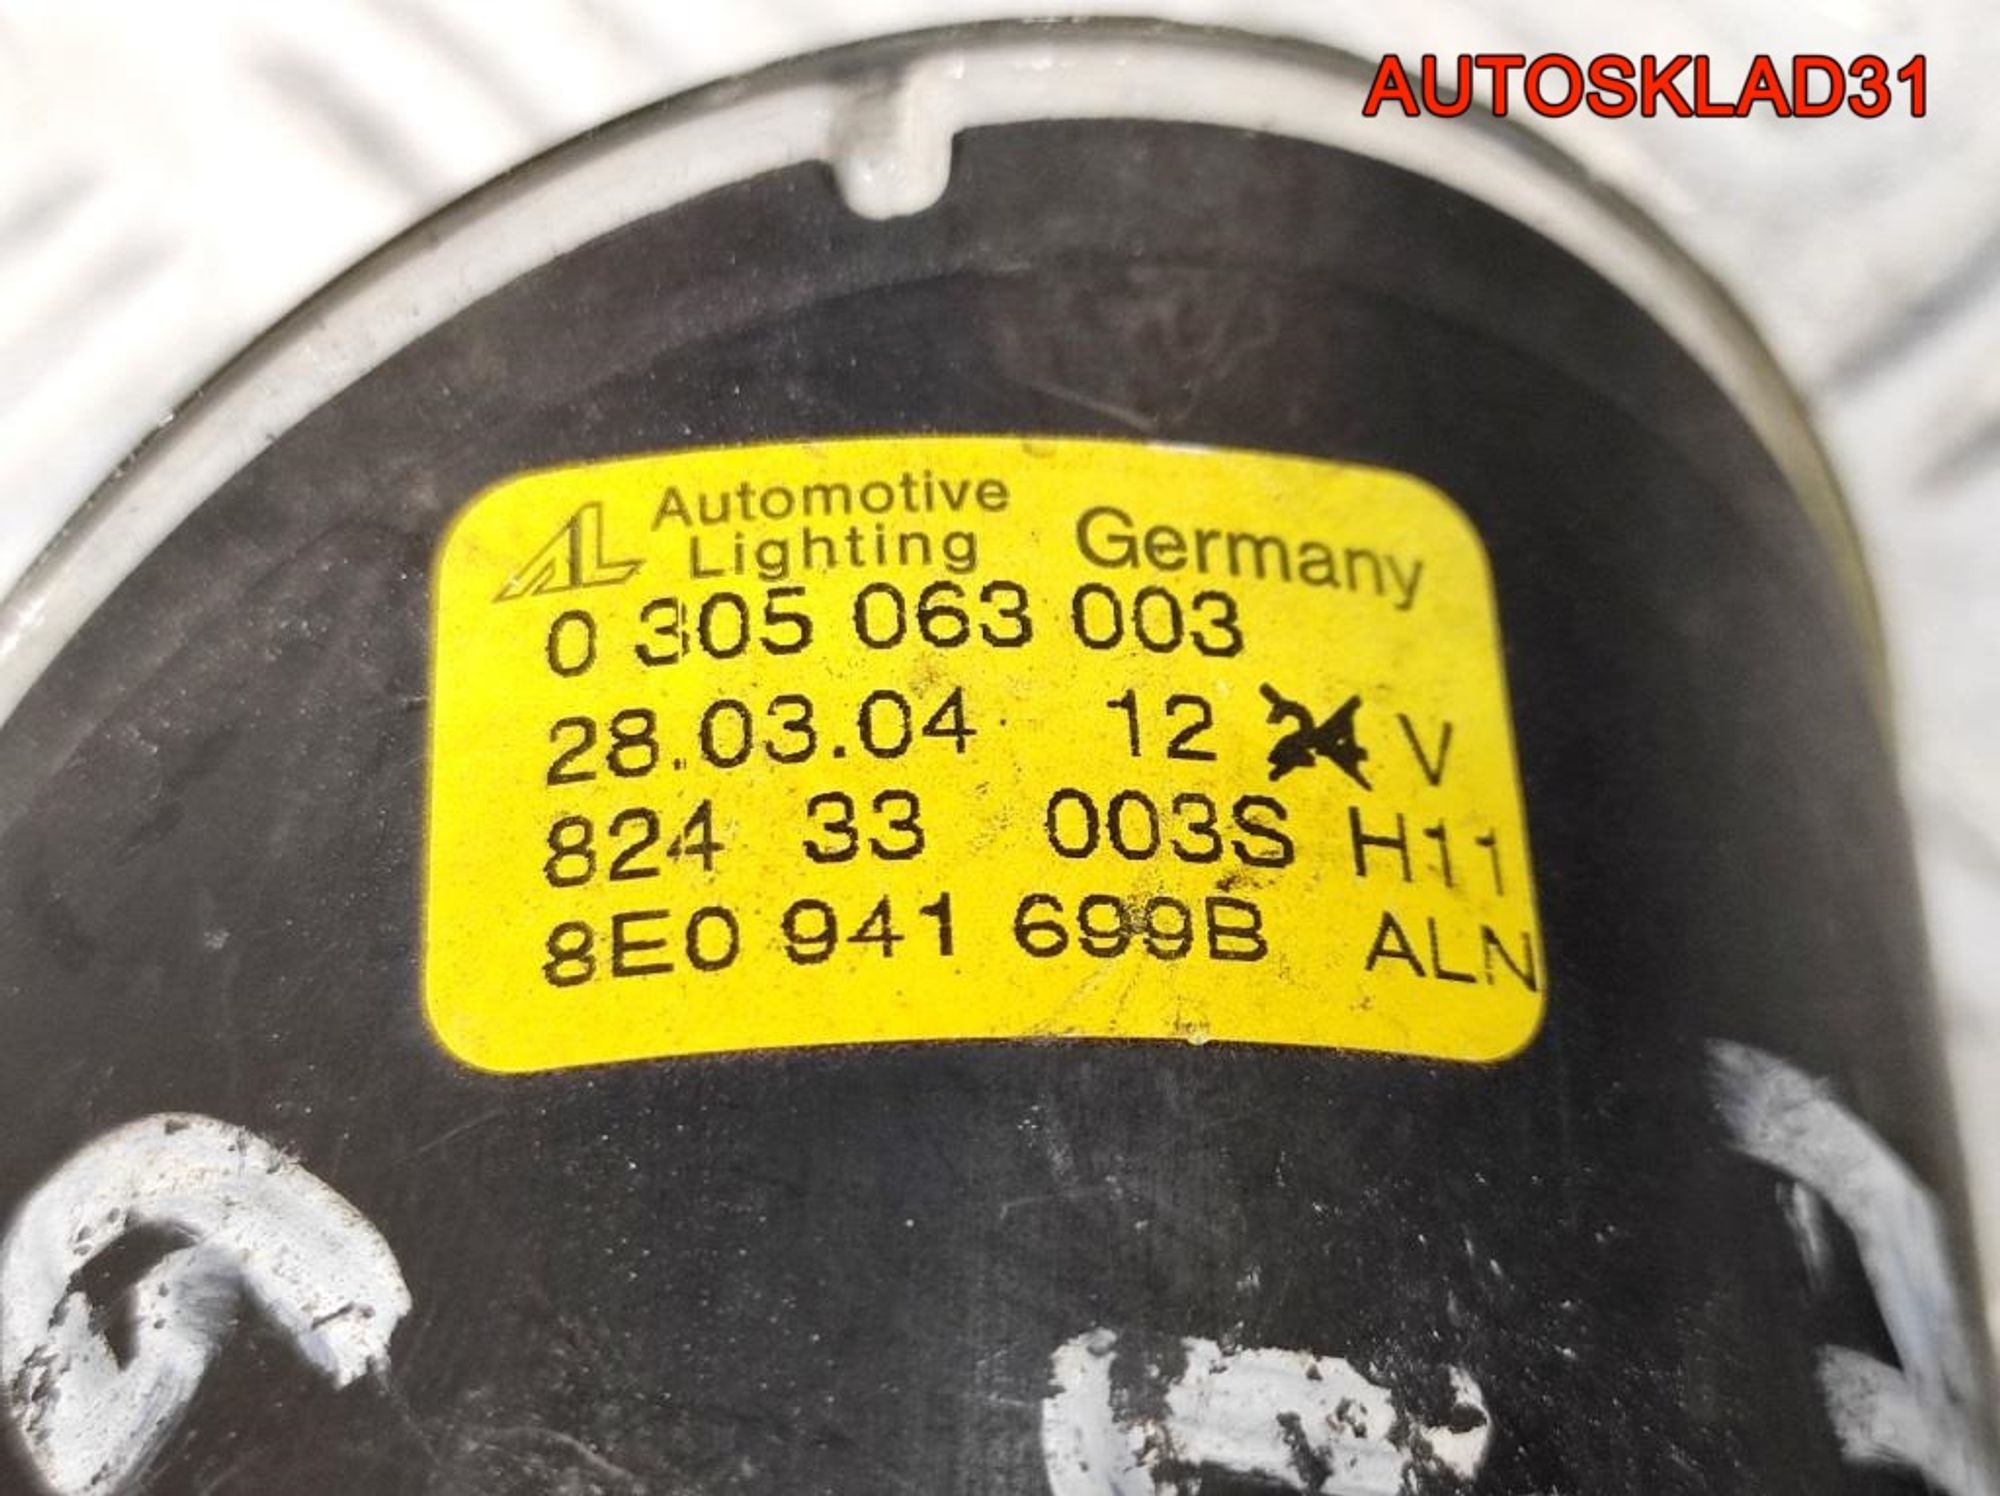 AUTOSKLAD31
AL Automotive Lighting Germany
0 305 063 003
28.03.04 12 24 V
824 33 003S H11
8E0 941 699B ALN